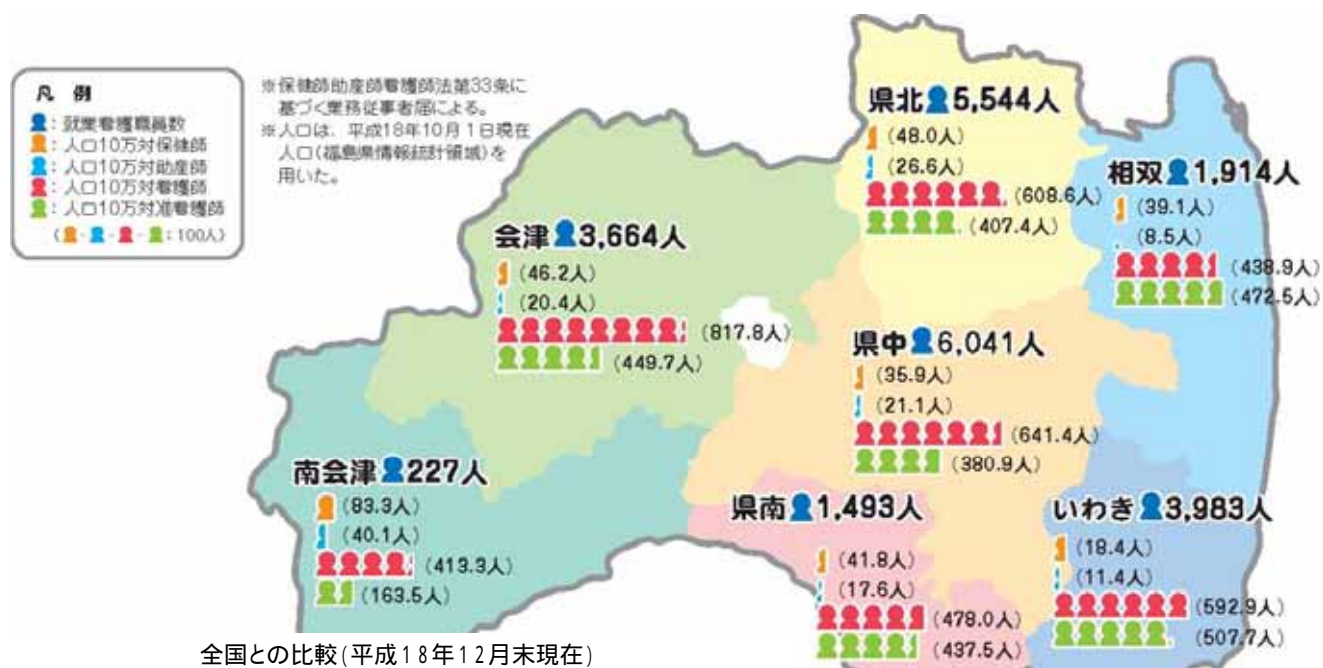 凡 例
: 就業看護職員数
: 人口10万対保健師
: 人口10万対助産師
: 人口10万対看護師
: 人口10万対准看護師
( ・ ・ ・ : 100人)
※保健師助産師看護師法第33条に
基づく業務従事者届による。
※人口は、平成18年10月1日現在
人口(福島県情報統計領域)を
用いた。
県北 5,544人
(48.0人)
(26.6人)
(608.6人)
(407.4人)
相双 1,914人
(39.1人)
(8.5人)
(438.9人)
(472.5人)
会津 3,664人
(46.2人)
(20.4人)
(817.8人)
(449.7人)
県中 6,041人
(35.9人)
(21.1人)
(641.4人)
(380.9人)
南会津 227人
(83.3人)
(40.1人)
(413.3人)
(163.5人)
県南 1,493人
(41.8人)
(17.6人)
(478.0人)
(437.5人)
いわき 3,983人
(18.4人)
(11.4人)
(592.9人)
(507.7人)
全国との比較(平成18年12月末現在)